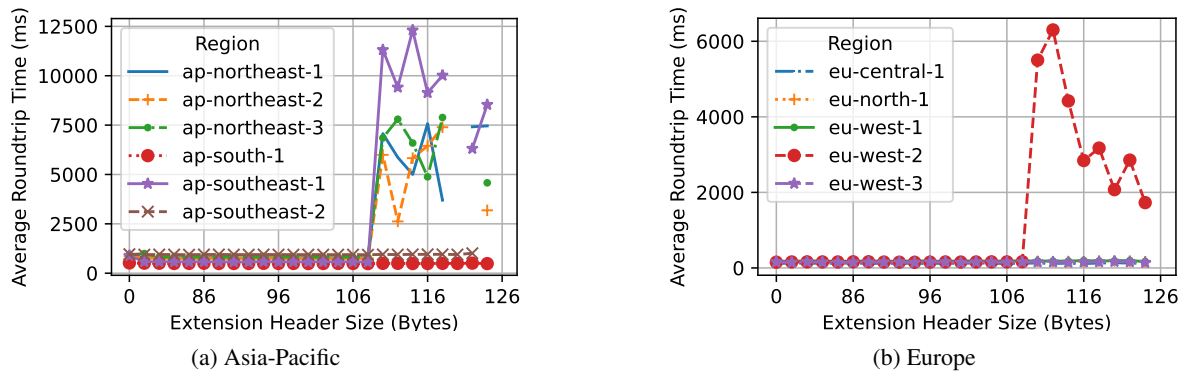 Average Roundtrip Time (ms)
12500
10000
7500
5000
2500
0
Region
ap-northeast-1
ap-northeast-2
ap-northeast-3
ap-south-1
ap-southeast-1
ap-southeast-2
0 86 96 106 116 126
Extension Header Size (Bytes)
(a) Asia-Pacific
Average Roundtrip Time (ms)
6000
4000
2000
0
Region
eu-central-1
eu-north-1
eu-west-1
eu-west-2
eu-west-3
0 86 96 106 116 126
Extension Header Size (Bytes)
(b) Europe